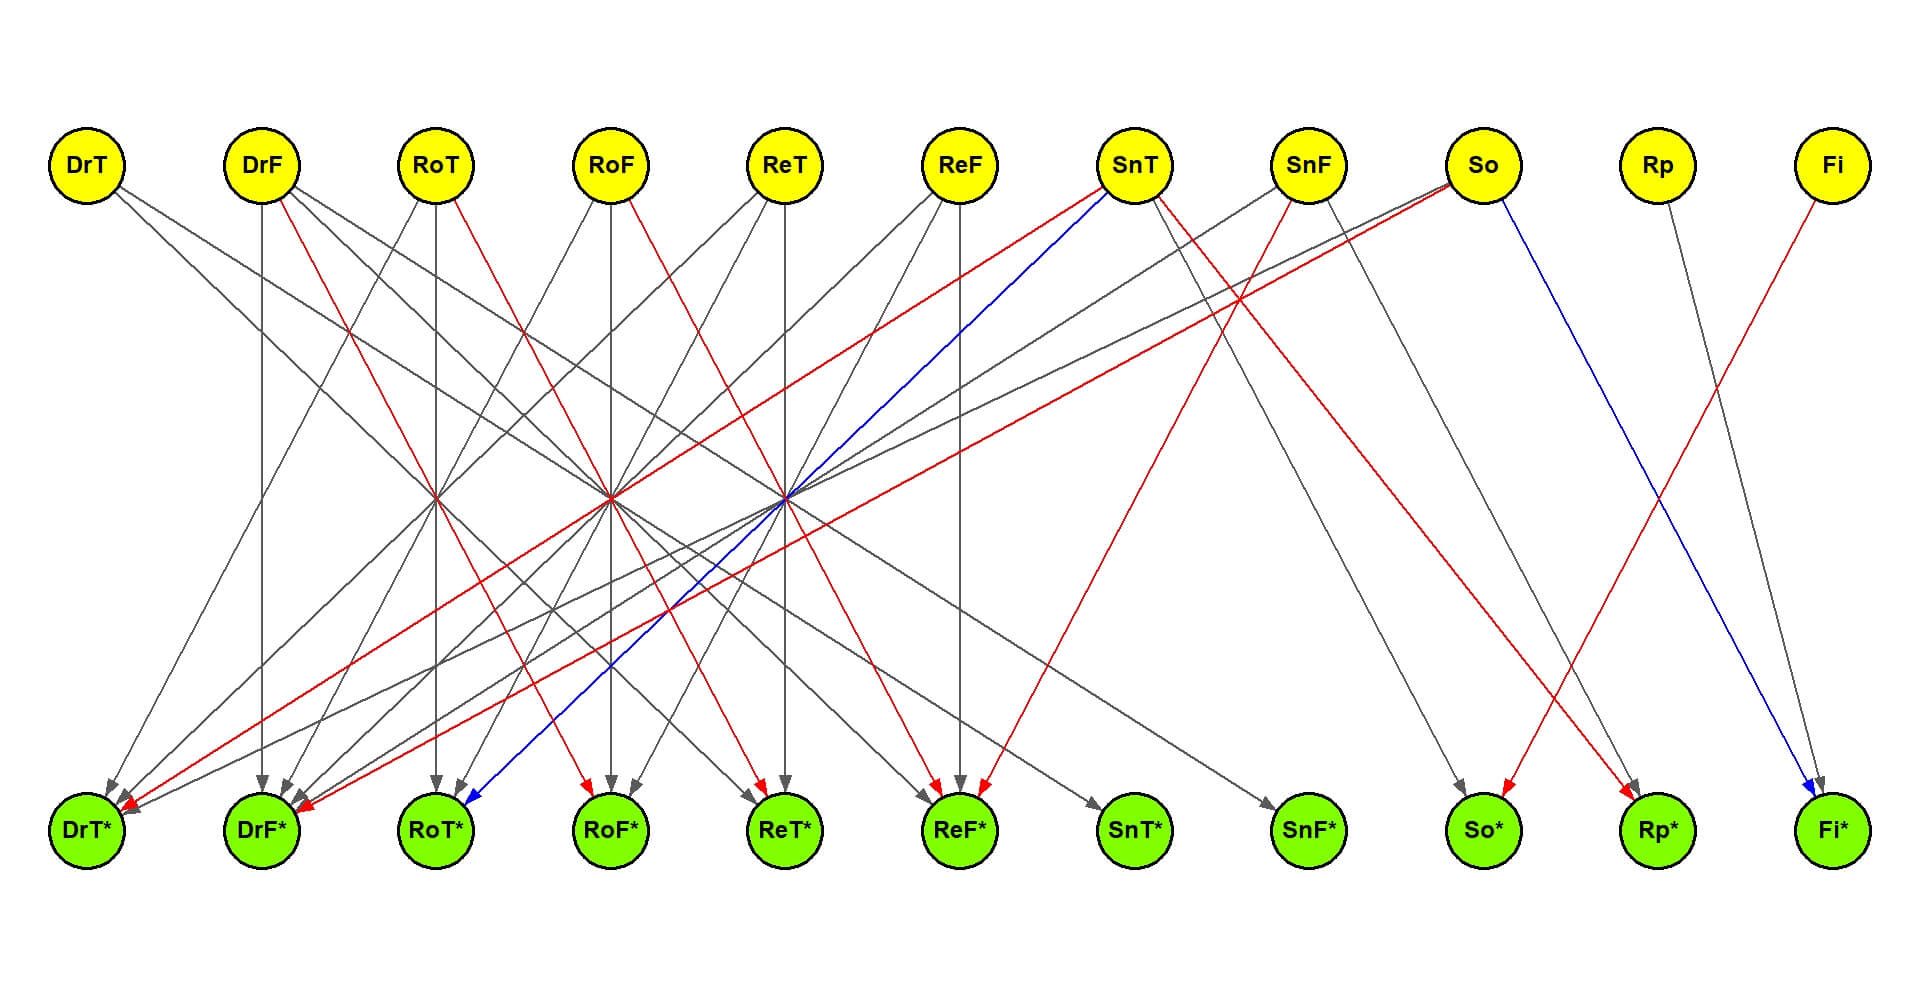 DrT DrF RoT RoF ReT ReF SnT SnF So Rp Fi
DrT* DrF* RoT* RoF* ReT* ReF* SnT* SnF* So* Rp* Fi*